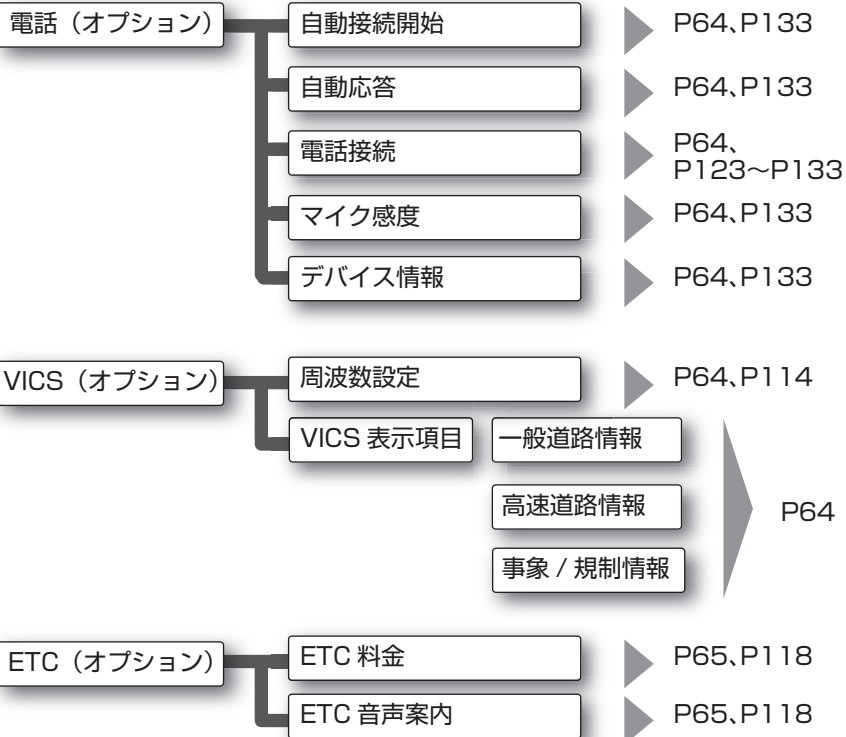 電話（オプション） 自動接続開始 P64、P133
自動応答 P64、P133
電話接続 P64、
P123～P133
マイク感度 P64、P133
デバイス情報 P64、P133
VICS（オプション） 周波数設定 P64、P114
VICS 表示項目 一般道路情報
高速道路情報 P64
事象 / 規制情報
ETC（オプション） ETC 料金 P65、P118
ETC 音声案内 P65、P118